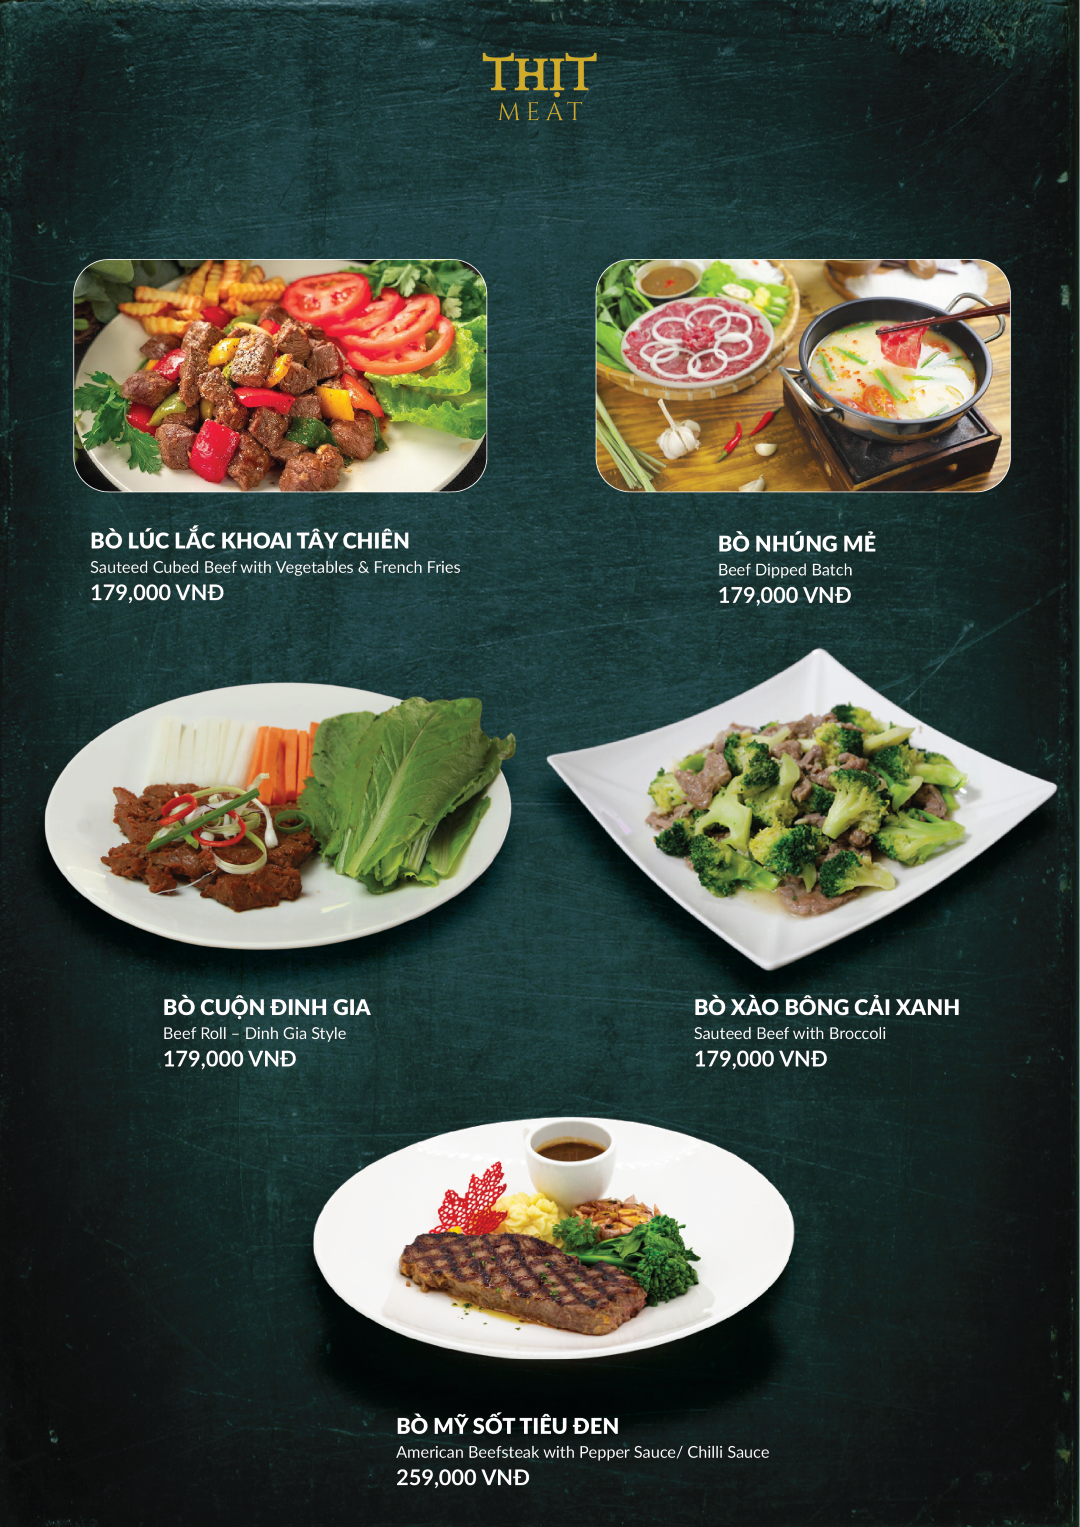 THỊT
MEAT
BÒ LÚC LẮC KHOAI TÂY CHIÊN
Sauteed Cubed Beef with Vegetables & French Fries
179,000 VNĐ
BÒ NHÚNG MẺ
Beef Dipped Batch
179,000 VNĐ
BÒ CUỘN ĐINH GIA
Beef Roll – Dinh Gia Style
179,000 VNĐ
BÒ XÀO BÔNG CẢI XANH
Sauteed Beef with Broccoli
179,000 VNĐ
BÒ MỸ SỐT TIÊU ĐEN
American Beefsteak with Pepper Sauce/ Chilli Sauce
259,000 VNĐ